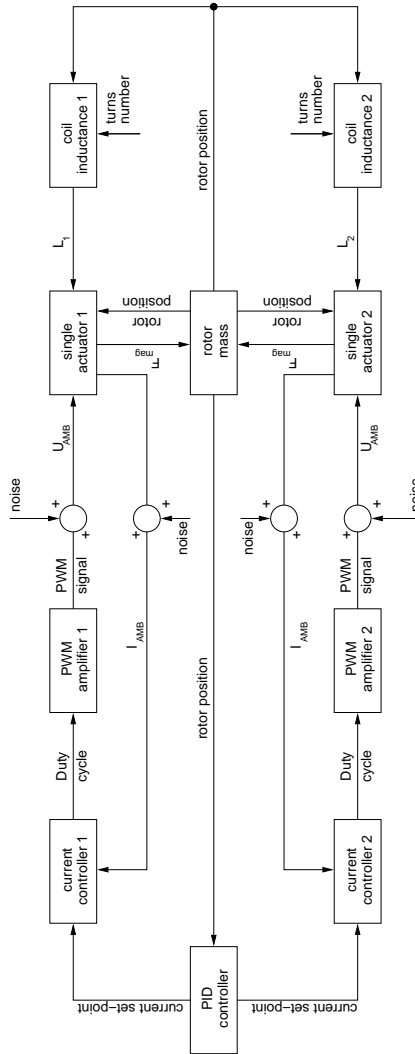 coil
inductance 1
turns
number
L1
single
actuator 1
rotor
position
Fmag
UAMB
noise
+
+
PWM
signal
PWM
amplifier 1
Duty
cycle
current
controller 1
IAMB
+
+
noise
current set−point
rotor position
rotor
mass
rotor position
PID
controller
coil
inductance 2
turns
number
L2
single
actuator 2
rotor
position
Fmag
UAMB
noise
+
+
PWM
signal
PWM
amplifier 2
Duty
cycle
current
controller 2
IAMB
+
+
noise
current set−point